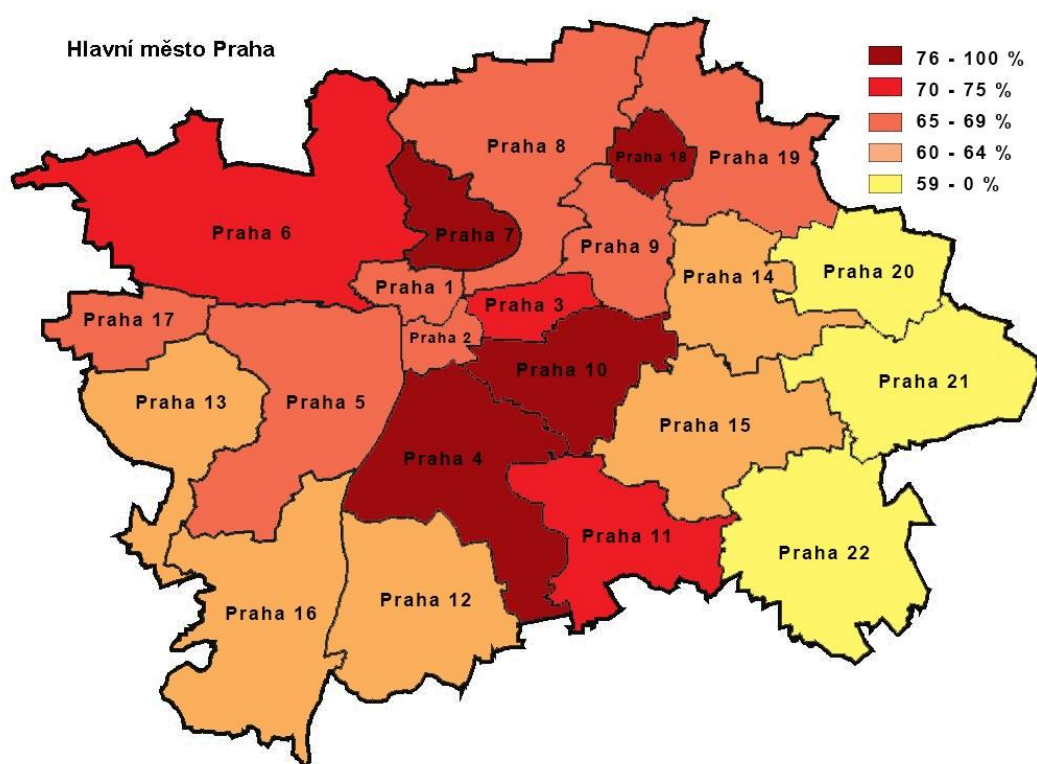 Hlavní město Praha
76 - 100 %
70 - 75 %
65 - 69 %
60 - 64 %
59 - 0 %
Praha 8
Praha 18
Praha 19
Praha 6
Praha 7
Praha 9
Praha 14
Praha 20
Praha 1
Praha 3
Praha 17
Praha 2
Praha 10
Praha 21
Praha 13
Praha 5
Praha 15
Praha 4
Praha 11
Praha 22
Praha 12
Praha 16